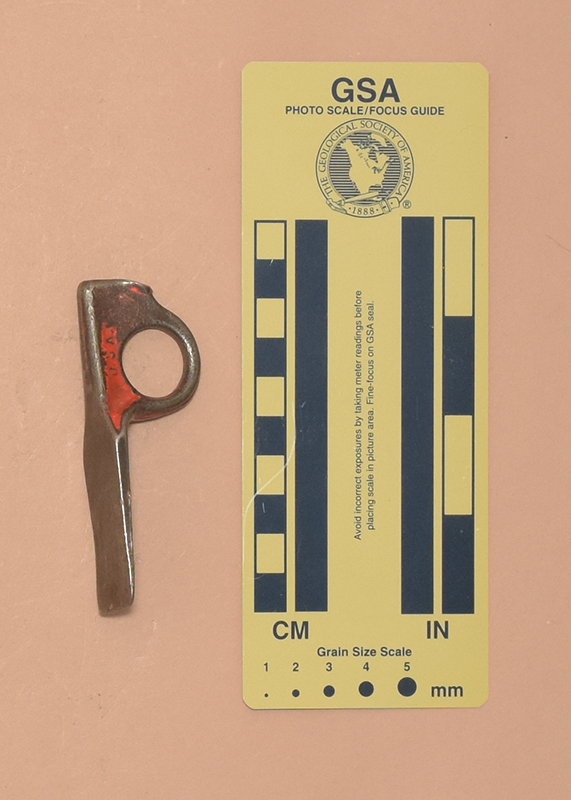 GSA
PHOTO SCALE/FOCUS GUIDE
THE GEOLOGICAL SOCIETY OF AMERICA
1888
®
Avoid incorrect exposures by taking meter readings before
placing scale in picture area. Fine-focus on GSA seal.
CM
IN
Grain Size Scale
1 2 3 4 5
mm